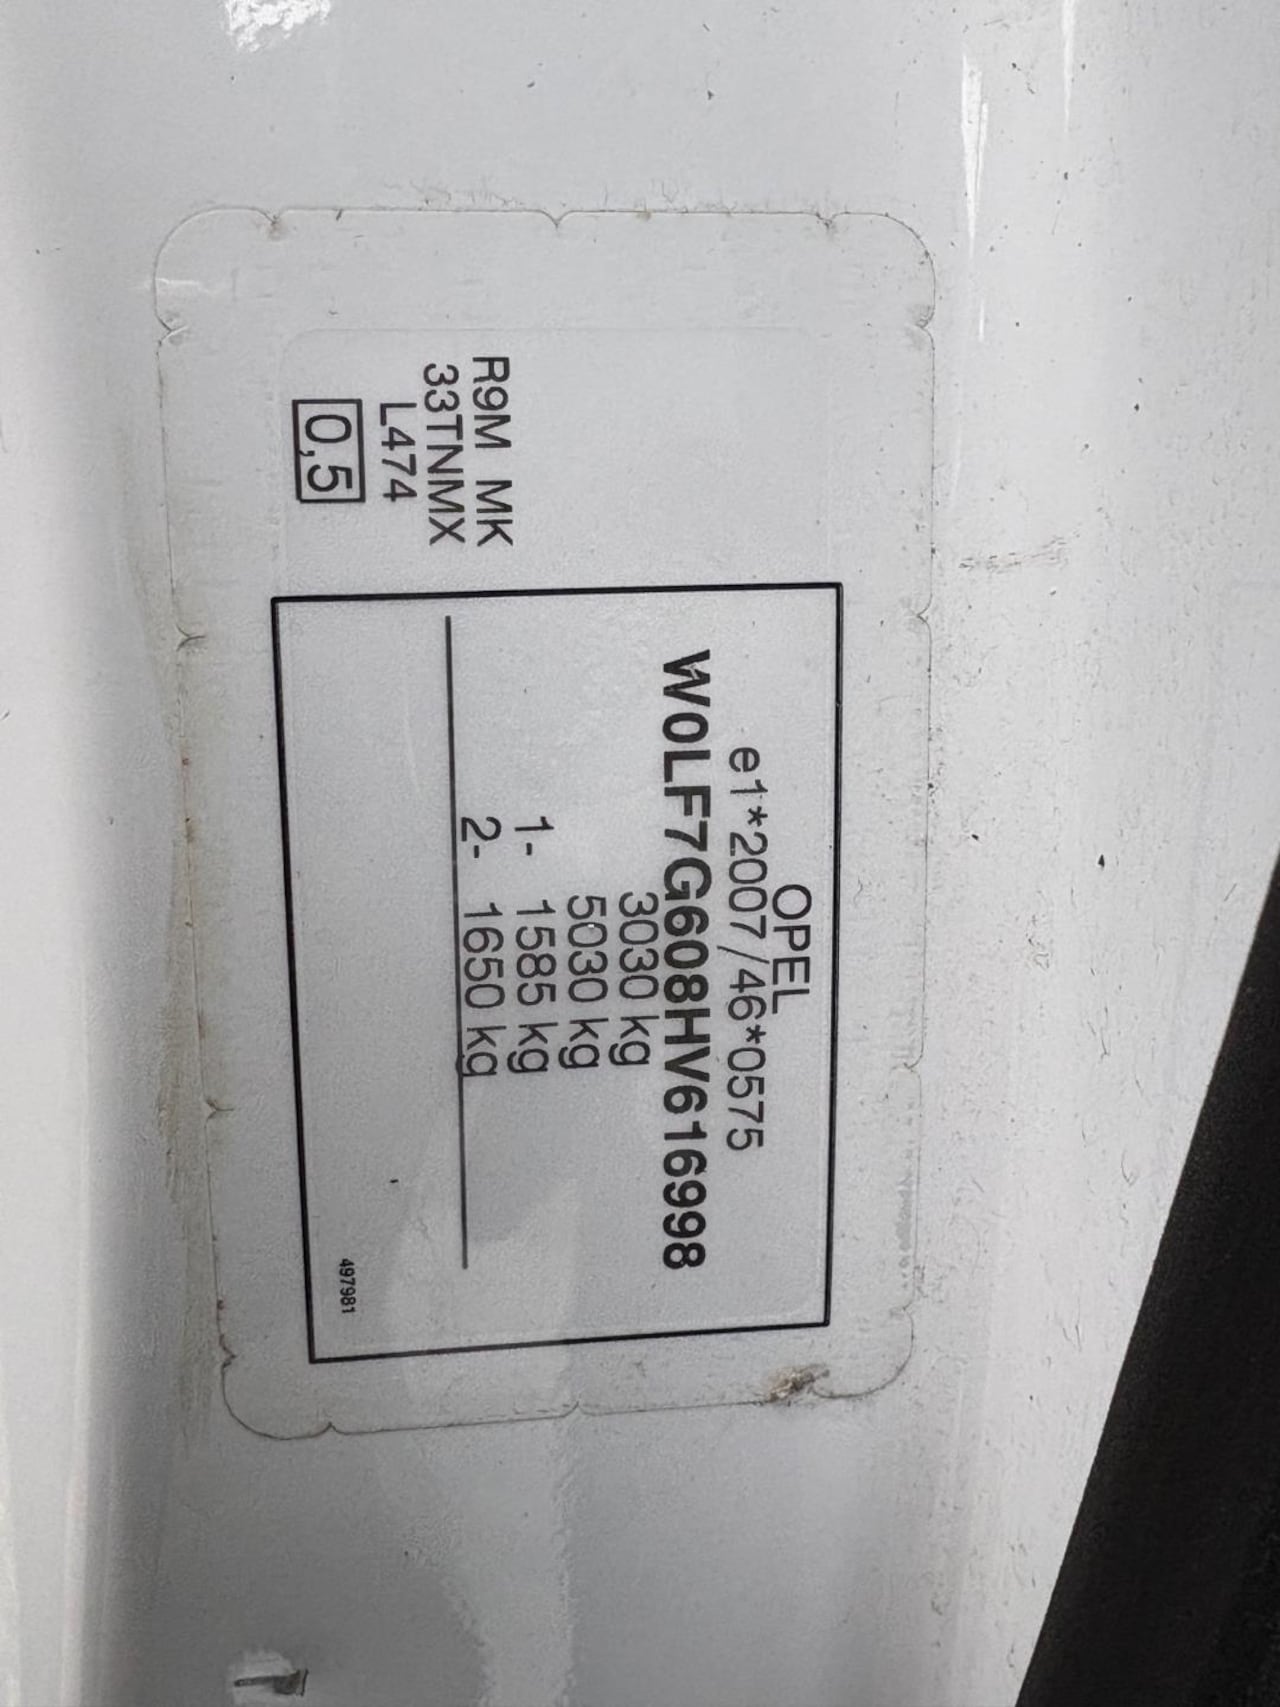 OPEL
e1*2007/46*0575
W0LF7G608HV616998
3030 kg
5030 kg
1- 1585 kg
2- 1650 kg
R9M MK
33TNMX
L474
0,5
497981